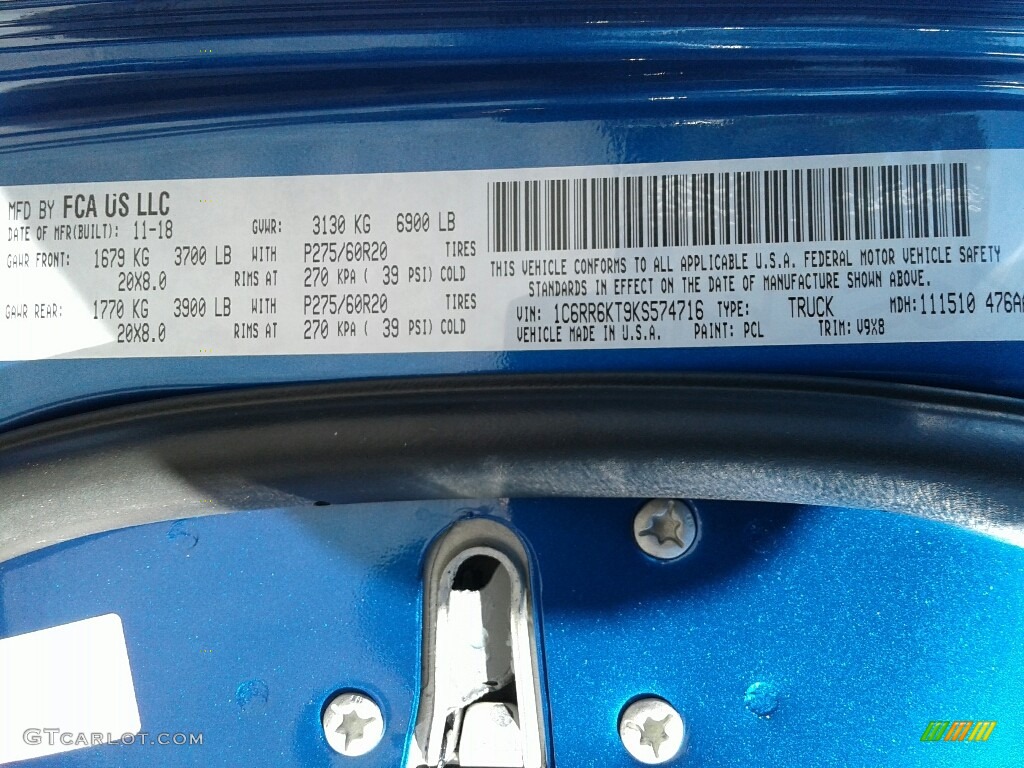 MFD BY FCA US LLC
DATE OF MFR(BUILT): 11-18 GVWR: 3130 KG 6900 LB
GAWR FRONT: 1679 KG 3700 LB WITH P275/60R20 TIRES
20X8.0 RIMS AT 270 KPA ( 39 PSI) COLD
GAWR REAR: 1770 KG 3900 LB WITH P275/60R20 TIRES
20X8.0 RIMS AT 270 KPA ( 39 PSI) COLD
THIS VEHICLE CONFORMS TO ALL APPLICABLE U.S.A. FEDERAL MOTOR VEHICLE SAFETY
STANDARDS IN EFFECT ON THE DATE OF MANUFACTURE SHOWN ABOVE.
VIN: 1C6RR6KT9KS574716 TYPE: TRUCK MDH: 111510
VEHICLE MADE IN U.S.A. PAINT: PCL TRIM: V9X8
GTCARLOT.COM